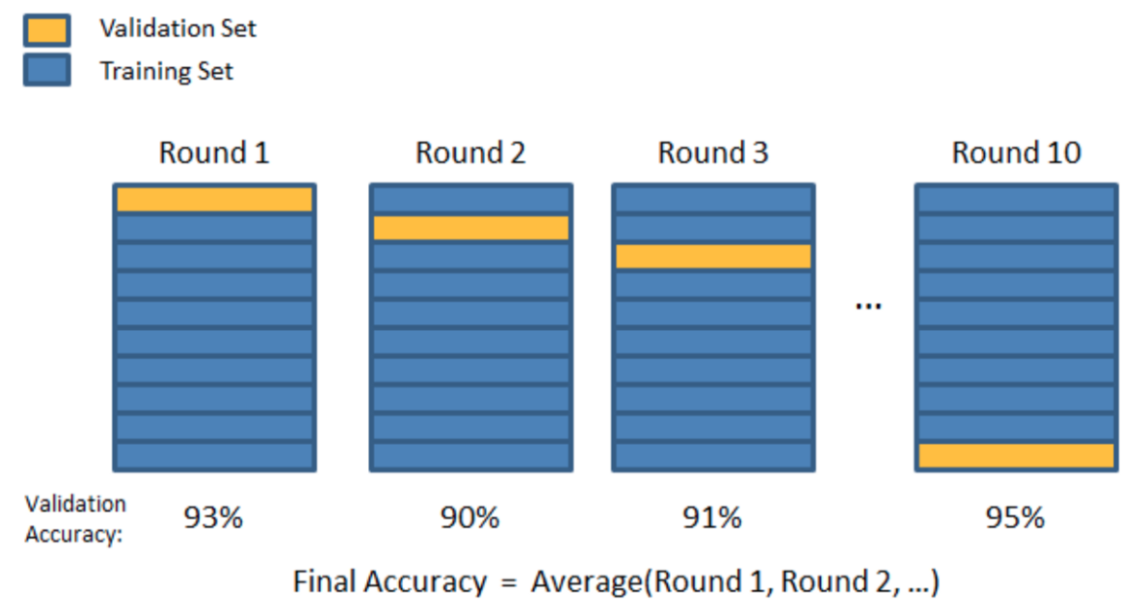 Validation Set
Training Set
Round 1
Round 2
Round 3
Round 10
...
Validation
Accuracy:
93%
90%
91%
95%
Final Accuracy = Average(Round 1, Round 2, ...)